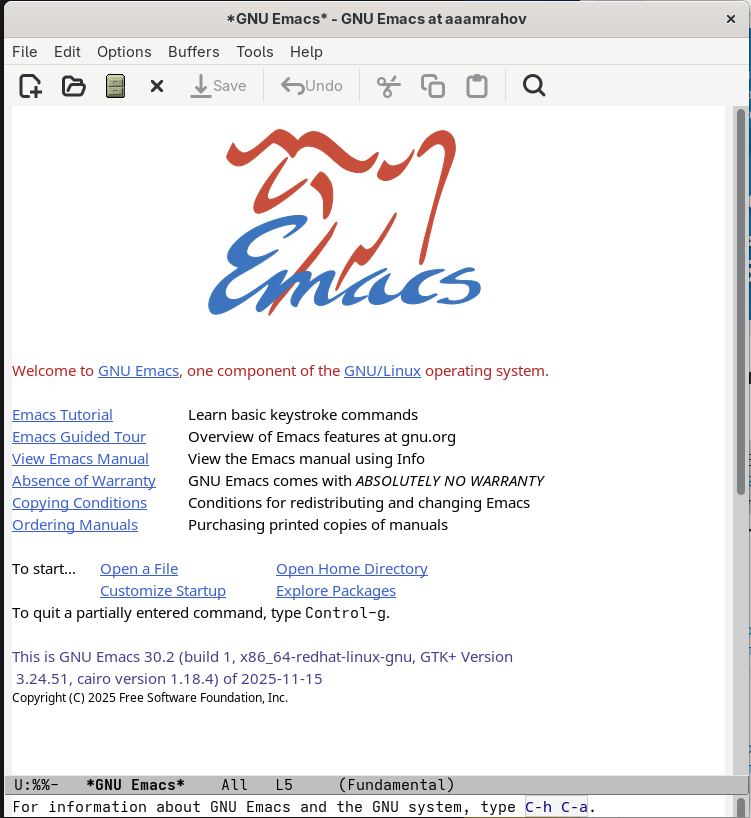 *GNU Emacs* - GNU Emacs at aaamrahov
File Edit Options Buffers Tools Help
Save Undo
Emacs
Welcome to GNU Emacs, one component of the GNU/Linux operating system.
Emacs Tutorial Learn basic keystroke commands
Emacs Guided Tour Overview of Emacs features at gnu.org
View Emacs Manual View the Emacs manual using Info
Absence of Warranty GNU Emacs comes with ABSOLUTELY NO WARRANTY
Copying Conditions Conditions for redistributing and changing Emacs
Ordering Manuals Purchasing printed copies of manuals
To start... Open a File Open Home Directory
Customize Startup Explore Packages
To quit a partially entered command, type Control-g.
This is GNU Emacs 30.2 (build 1, x86_64-redhat-linux-gnu, GTK+ Version
3.24.51, cairo version 1.18.4) of 2025-11-15
Copyright (C) 2025 Free Software Foundation, Inc.
U:%%- *GNU Emacs* All L5 (Fundamental)
For information about GNU Emacs and the GNU system, type C-h C-a.